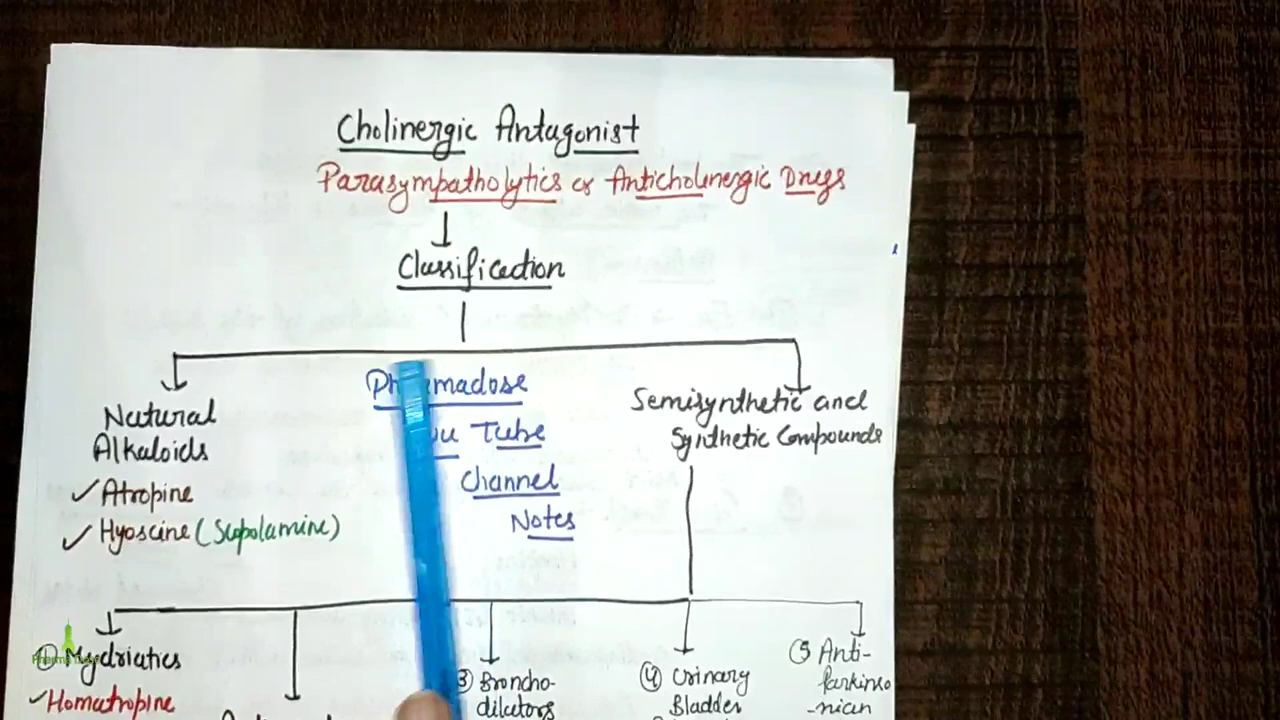 Cholinergic Antagonist
Parasympatholytics or Anticholinergic Drugs
Classification
Natural
Alkaloids
✓ Atropine
✓ Hyoscine (Scopolamine)
Tube
Channel
Notes
Semisynthetic and
Synthetic Compounds
① Mydriatics
✓ Homatropine
③ Broncho-
dilators
④ Urinary
Bladder
⑤ Anti-
parkinso
-nian